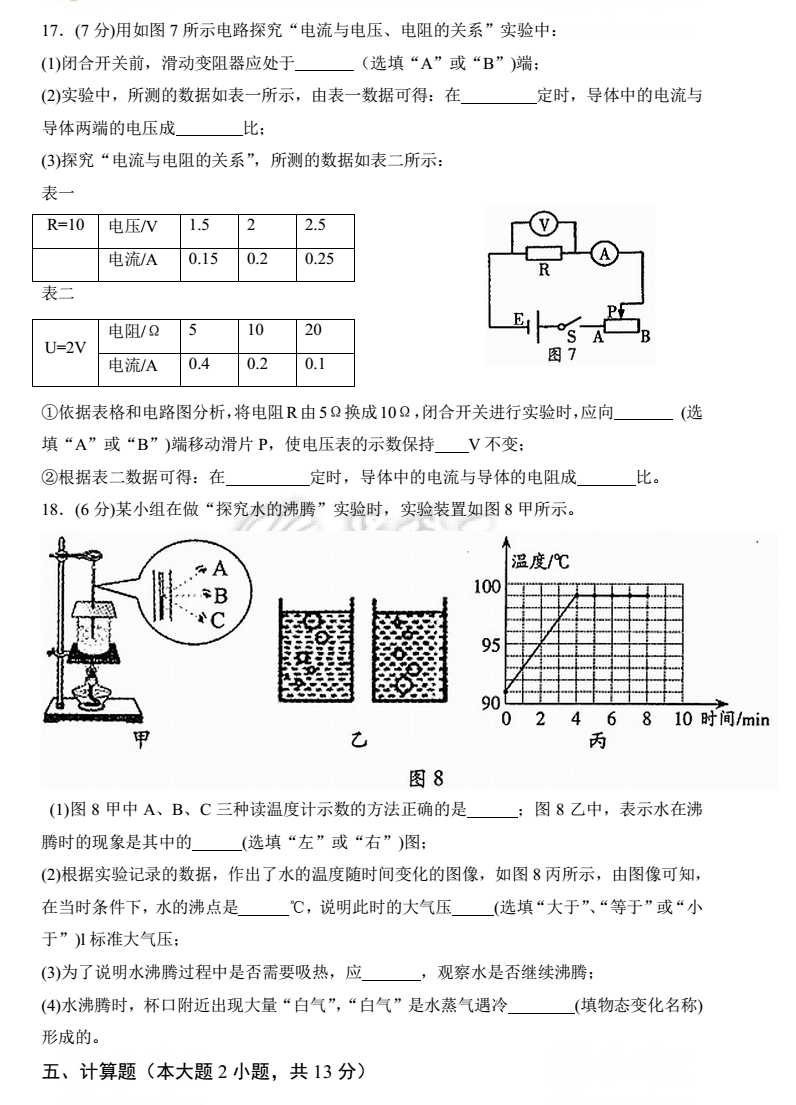 17．(7 分)用如图 7 所示电路探究“电流与电压、电阻的关系”实验中：
(1)闭合开关前，滑动变阻器应处于_______（选填“A”或“B”)端；
(2)实验中，所测的数据如表一所示，由表一数据可得：在_________定时，导体中的电流与
导体两端的电压成________比；
(3)探究“电流与电阻的关系”，所测的数据如表二所示：
表一
R=10 电压/V 1.5 2 2.5
电流/A 0.15 0.2 0.25
表二
U=2V 电阻/Ω 5 10 20
电流/A 0.4 0.2 0.1
V
R
A
E
S
A
P
B
图 7
①依据表格和电路图分析，将电阻R由5Ω换成10Ω，闭合开关进行实验时，应向_______ (选
填“A”或“B”)端移动滑片 P，使电压表的示数保持____V 不变；
②根据表二数据可得：在__________定时，导体中的电流与导体的电阻成_______比。
18．(6 分)某小组在做“探究水的沸腾”实验时，实验装置如图 8 甲所示。
A
B
C
甲
乙
温度/℃
100
95
90
0 2 4 6 8 10 时间/min
丙
图 8
(1)图 8 甲中 A、B、C 三种读温度计示数的方法正确的是______；图 8 乙中，表示水在沸
腾时的现象是其中的______(选填“左”或“右”)图；
(2)根据实验记录的数据，作出了水的温度随时间变化的图像，如图 8 丙所示，由图像可知，
在当时条件下，水的沸点是______℃，说明此时的大气压_____(选填“大于”、“等于”或“小
于”)l 标准大气压；
(3)为了说明水沸腾过程中是否需要吸热，应_______，观察水是否继续沸腾；
(4)水沸腾时，杯口附近出现大量“白气”，“白气”是水蒸气遇冷________(填物态变化名称)
形成的。
五、计算题（本大题 2 小题，共 13 分）